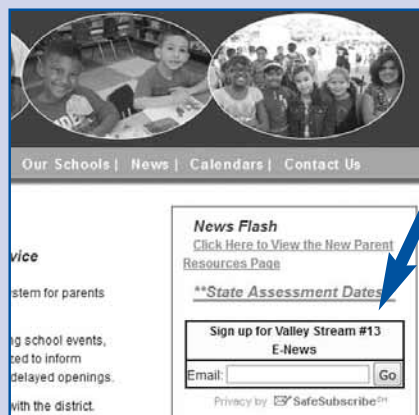 Our Schools | News | Calendars | Contact Us
News Flash
Click Here to View the New Parent
Resources Page
**State Assessment Dates
vice
stem for parents
ng school events,
zed to inform
delayed openings.
with the district.
Sign up for Valley Stream #13
E-News
Email: Go
Privacy by SafeSubscribe SM